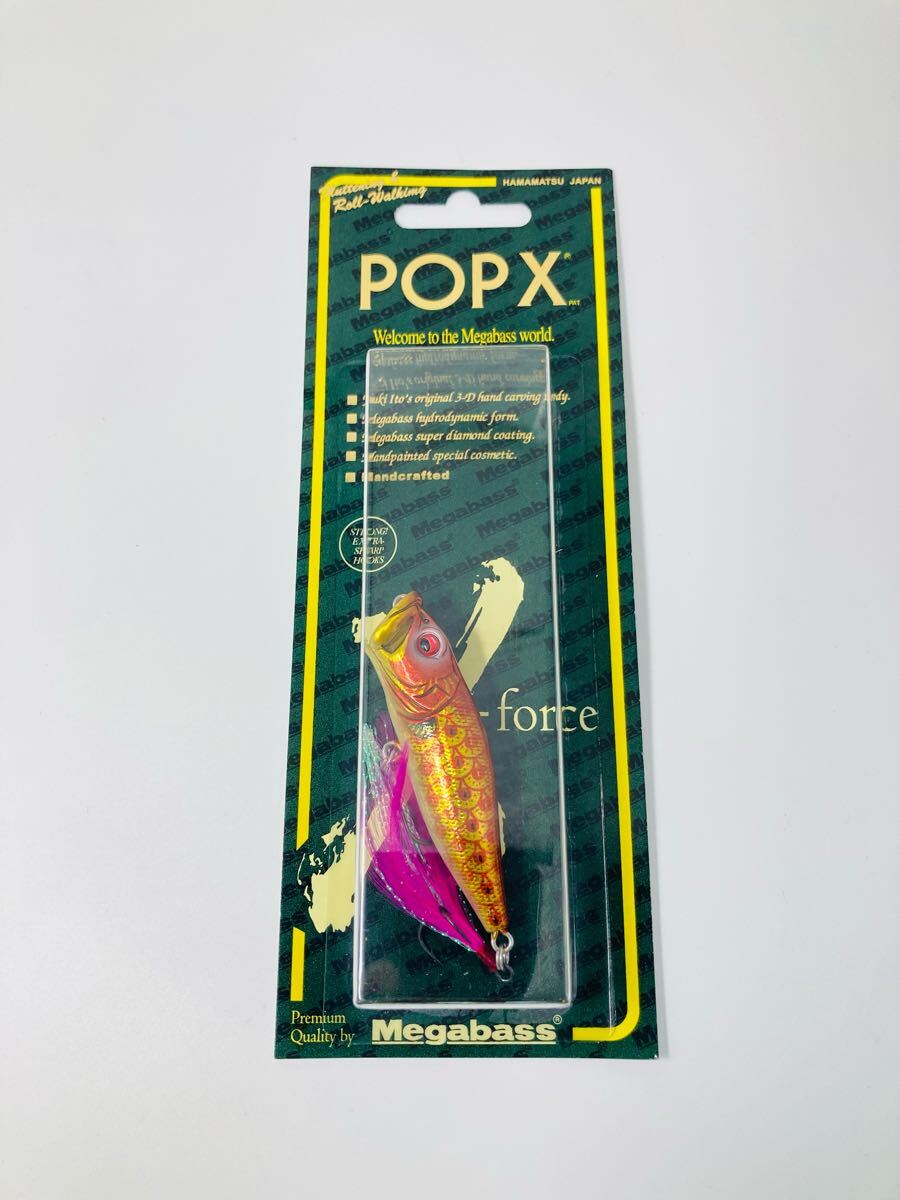 Roll-Walking
HAMAMATSU JAPAN
POP X
PAT.
Welcome to the Megabass world.
Ito's original 3-D hand carving body.
Megabass hydrodynamic form.
Megabass super diamond coating.
Handpainted special cosmetic.
Handcrafted
STRONG!
EXTRA-
SHARP
HOOKS
-force
Premium
Quality by
Megabass®